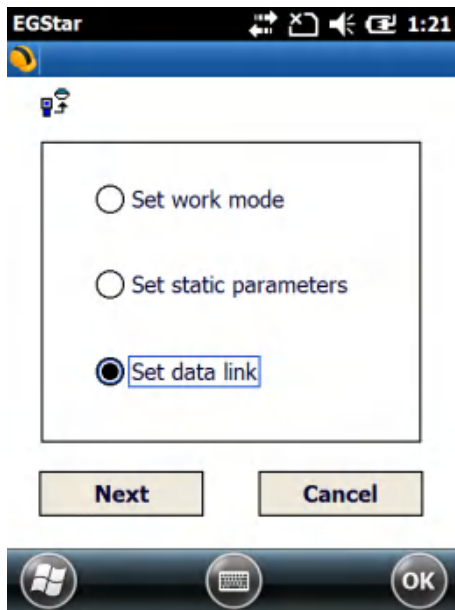 EGStar 1:21
Set work mode
Set static parameters
Set data link
Next Cancel
OK